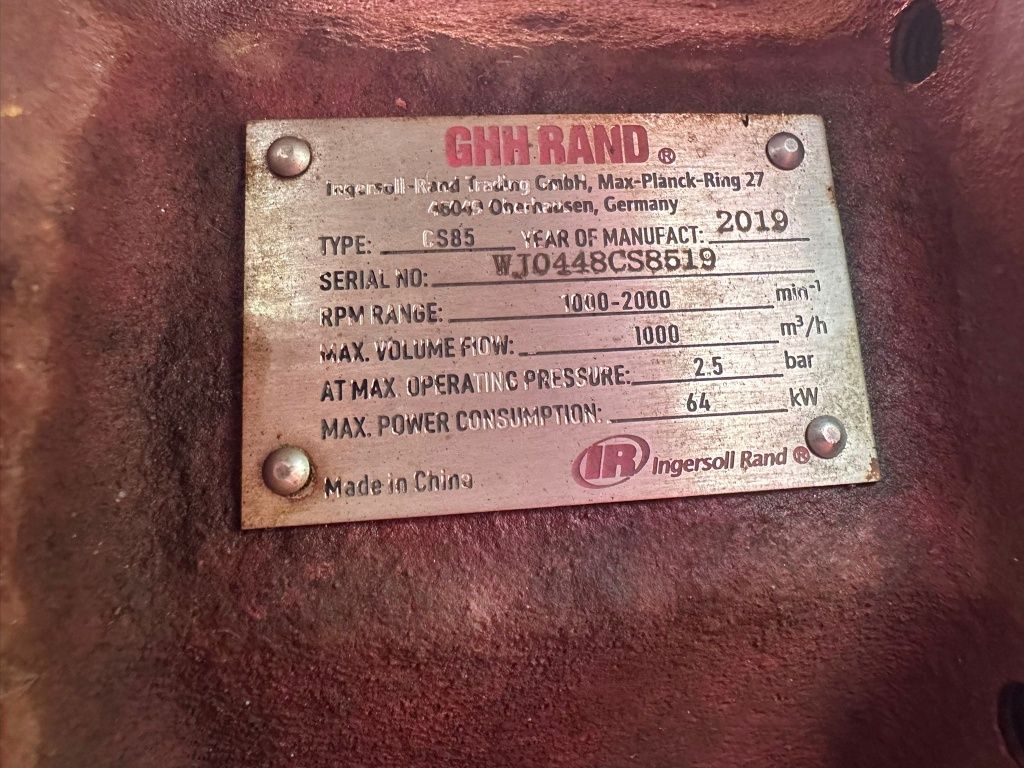 GHH RAND ®
Ingersoll-Rand Trading GmbH, Max-Planck-Ring 27
46049 Oberhausen, Germany
TYPE: CS85 YEAR OF MANUFACT: 2019
SERIAL NO: WJ0448CS8519
RPM RANGE: 1000-2000 min⁻¹
MAX. VOLUME FLOW: 1000 m³/h
AT MAX. OPERATING PRESSURE: 2.5 bar
MAX. POWER CONSUMPTION: 64 kW
IR Ingersoll Rand ®
Made in China